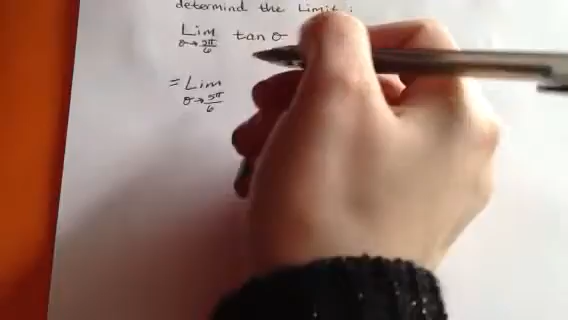 determind the Limit :
Lim tan θ
θ→5π/6
= Lim
θ→5π/6